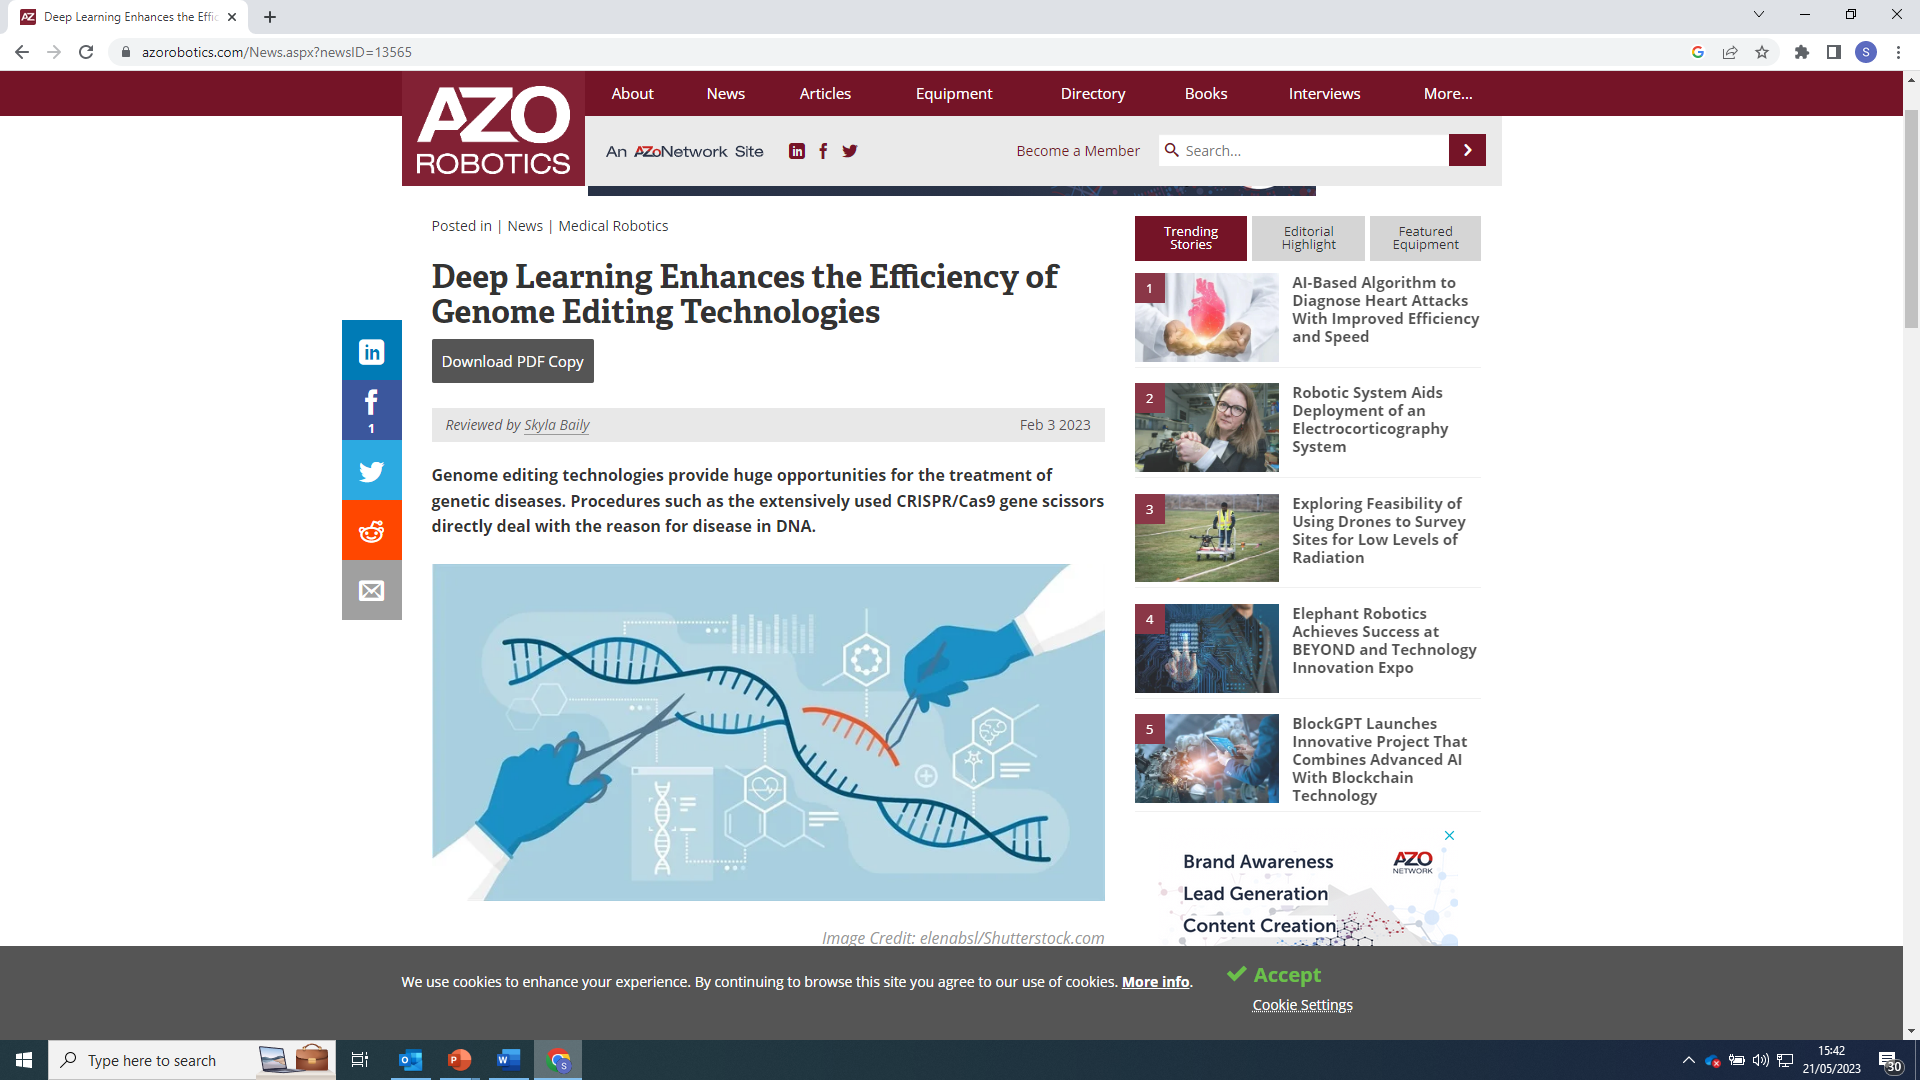 Deep Learning Enhances the Effic
azorobotics.com/News.aspx?newsID=13565
S
AZO
ROBOTICS
About
News
Articles
Equipment
Directory
Books
Interviews
More...
An AZoNetwork Site
Become a Member
Search...
Posted in | News | Medical Robotics
Deep Learning Enhances the Efficiency of
Genome Editing Technologies
Download PDF Copy
1
Reviewed by Skyla Baily
Feb 3 2023
Genome editing technologies provide huge opportunities for the treatment of
genetic diseases. Procedures such as the extensively used CRISPR/Cas9 gene scissors
directly deal with the reason for disease in DNA.
Image Credit: elenabsl/Shutterstock.com
Trending
Stories
Editorial
Highlight
Featured
Equipment
1
AI-Based Algorithm to
Diagnose Heart Attacks
With Improved Efficiency
and Speed
2
Robotic System Aids
Deployment of an
Electrocorticography
System
3
Exploring Feasibility of
Using Drones to Survey
Sites for Low Levels of
Radiation
4
Elephant Robotics
Achieves Success at
BEYOND and Technology
Innovation Expo
5
BlockGPT Launches
Innovative Project That
Combines Advanced AI
With Blockchain
Technology
Brand Awareness
Lead Generation
Content Creation
AZO
NETWORK
We use cookies to enhance your experience. By continuing to browse this site you agree to our use of cookies. More info.
Accept
Cookie Settings
Type here to search
15:42
21/05/2023
30